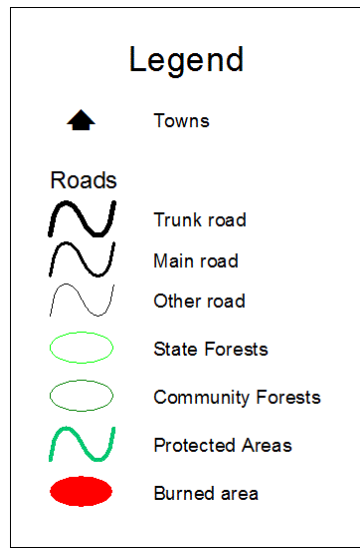 Legend
Towns
Roads
Trunk road
Main road
Other road
State Forests
Community Forests
Protected Areas
Burned area